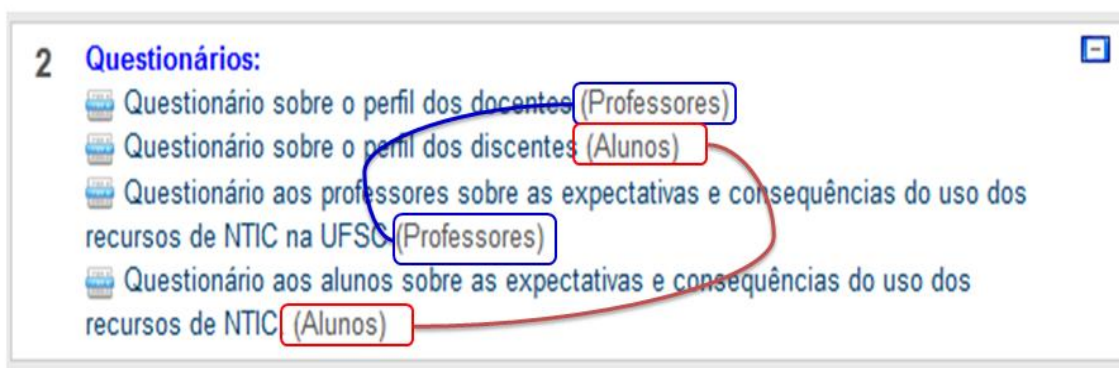 2 Questionários:
Questionário sobre o perfil dos docentes (Professores)
Questionário sobre o perfil dos discentes (Alunos)
Questionário aos professores sobre as expectativas e consequências do uso dos
recursos de NTIC na UFSC (Professores)
Questionário aos alunos sobre as expectativas e consequências do uso dos
recursos de NTIC (Alunos)